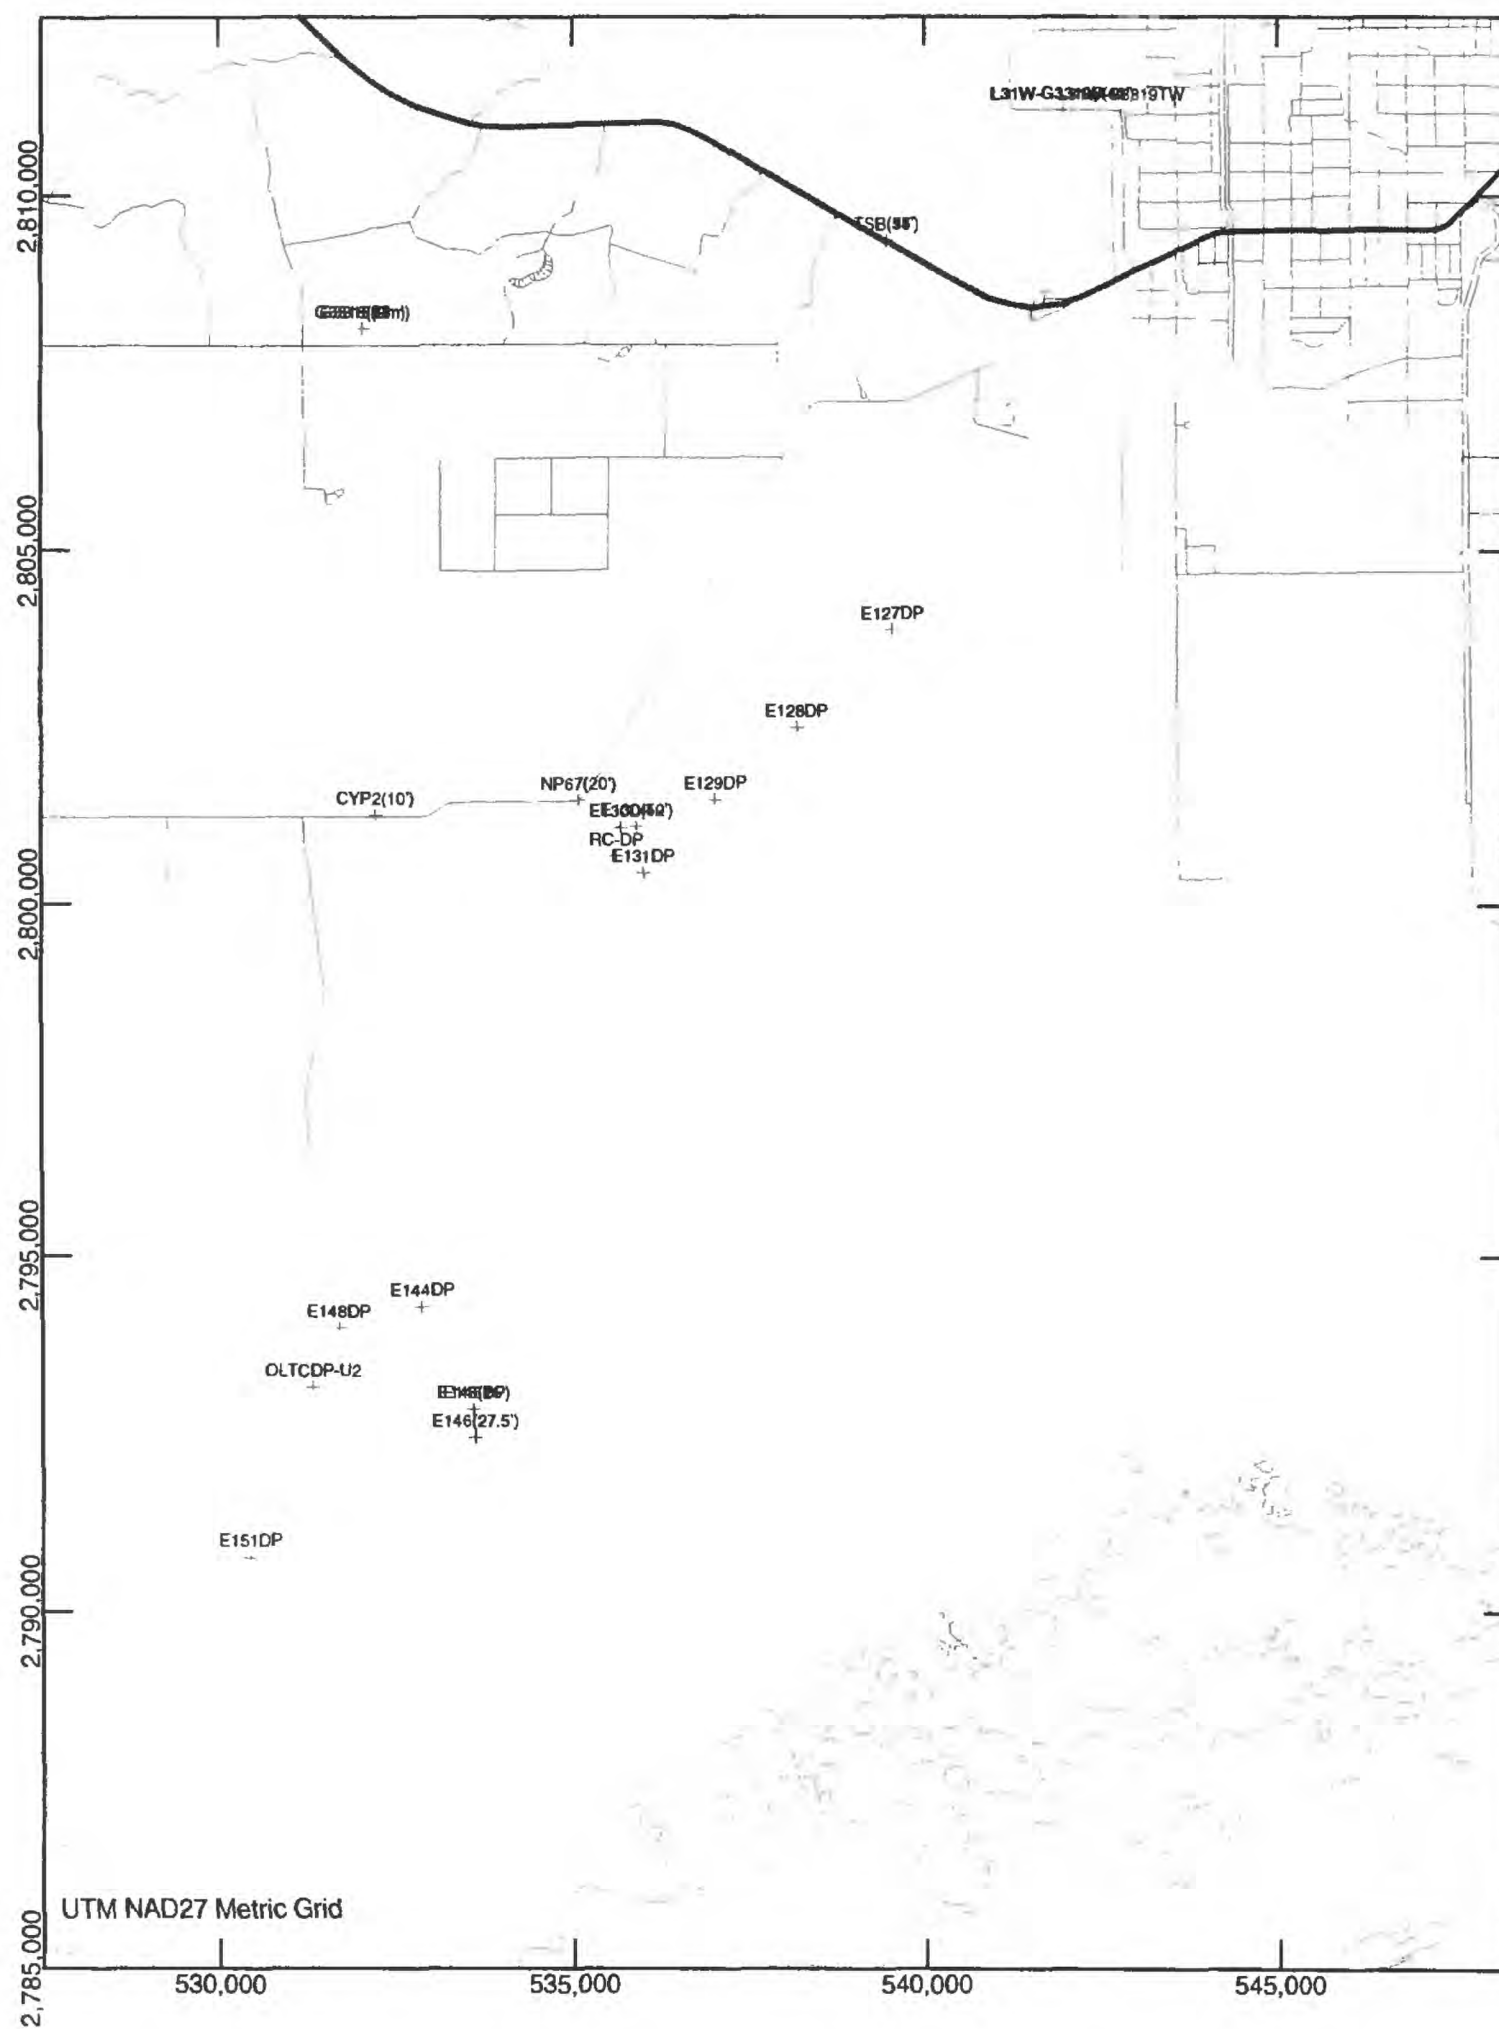 2,810,000
TSB(
E127DP
2,805,000
E128DP
NP67(20')
E129DP
CYP2(10')
RC-DP
E131DP
2,800,000
2,795,000
E144DP
E148DP
OLTCDP-U2
E146(27.5')
E151DP
2,790,000
UTM NAD27 Metric Grid
2,785,000
530,000 535,000 540,000 545,000